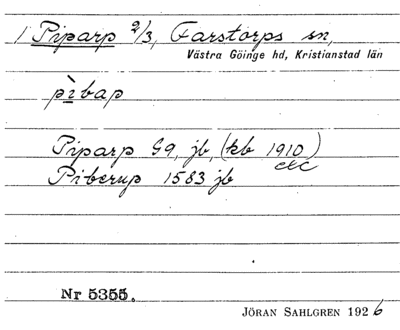 1 Piparp 2/3, Farstorps sn,
Västra Göinge hd, Kristianstad län
pìbap
Piparp G9, jb, (kb 1910)
etc
Piberup 1583 jb
Nr 5355.
JÖRAN SAHLGREN 1926